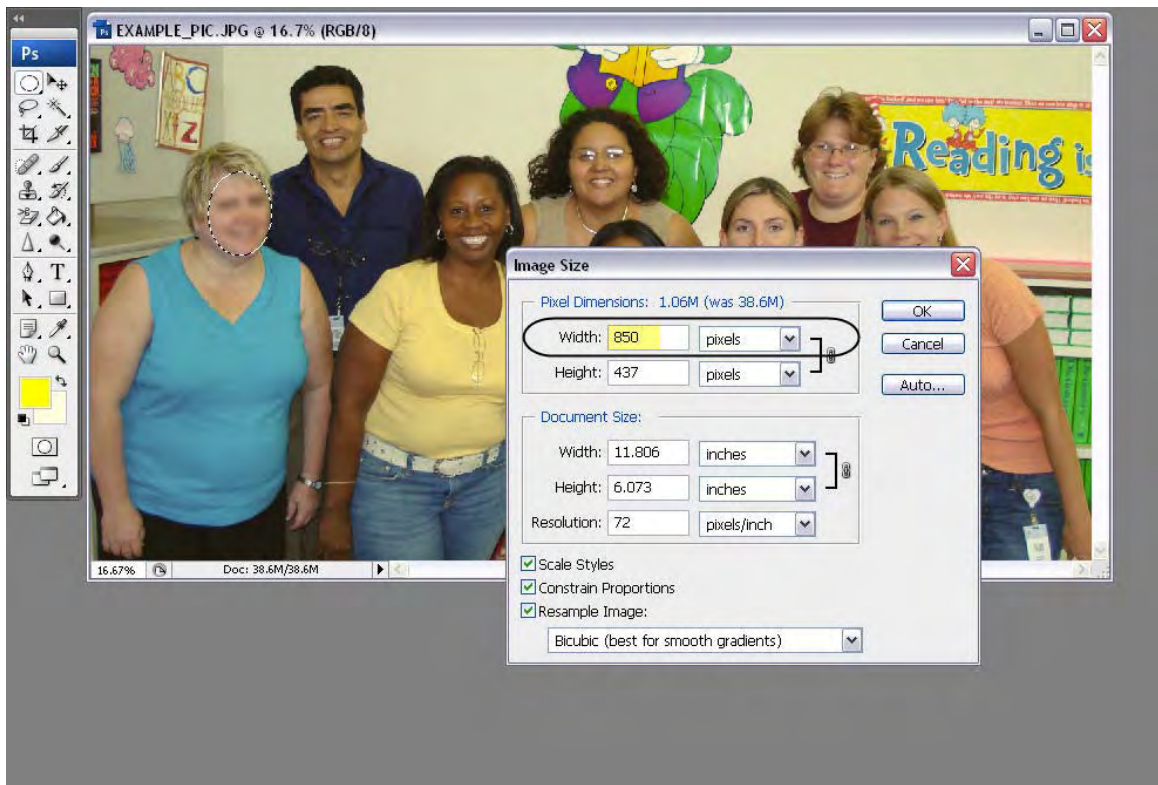 EXAMPLE_PIC.JPG @ 16.7% (RGB/8)
Ps
ABC
Z
Reading is
Image Size
Pixel Dimensions: 1.06M (was 38.6M)
Width: 850 pixels
Height: 437 pixels
OK
Cancel
Auto...
Document Size:
Width: 11.806 inches
Height: 6.073 inches
Resolution: 72 pixels/inch
Scale Styles
Constrain Proportions
Resample Image:
Bicubic (best for smooth gradients)
16.67% Doc: 38.6M/38.6M
T